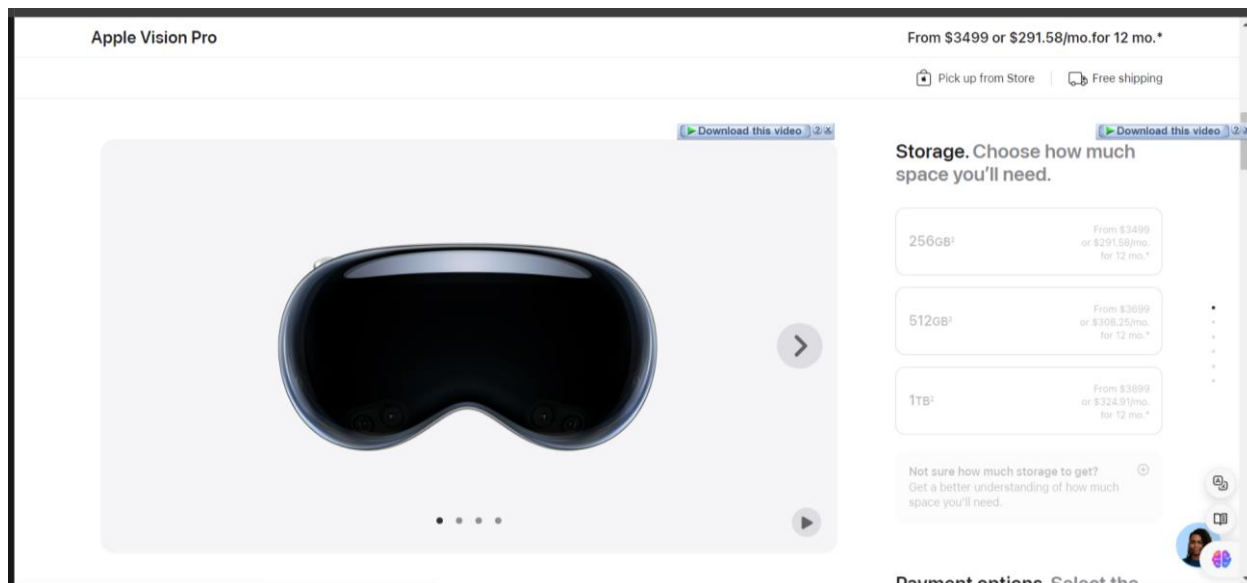 Apple Vision Pro
From $3499 or $291.58/mo.for 12 mo.*
Pick up from Store
Free shipping
Download this video
Download this video
Storage. Choose how much
space you'll need.
256GB²
From $3499
or $291.58/mo.
for 12 mo.*
512GB²
From $3699
or $308.25/mo.
for 12 mo.*
1TB²
From $3899
or $324.91/mo.
for 12 mo.*
Not sure how much storage to get?
Get a better understanding of how much
space you'll need.
Payment options. Select the